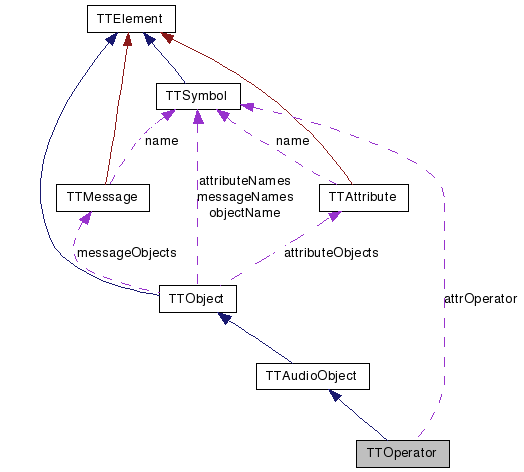 TTElement
TTSymbol
name
name
attributeNames
messageNames
objectName
TTMessage
TTAttribute
messageObjects
attributeObjects
TTObject
attrOperator
TTAudioObject
TTOperator